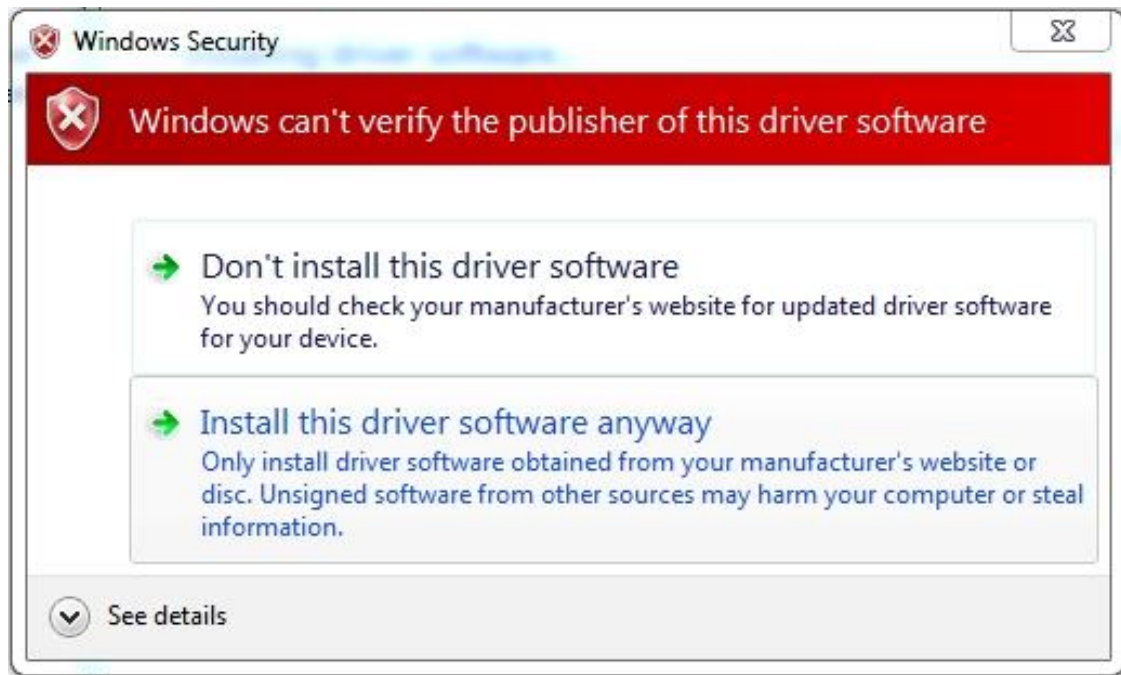 Windows Security
Windows can't verify the publisher of this driver software
Don't install this driver software
You should check your manufacturer's website for updated driver software
for your device.
Install this driver software anyway
Only install driver software obtained from your manufacturer's website or
disc. Unsigned software from other sources may harm your computer or steal
information.
See details